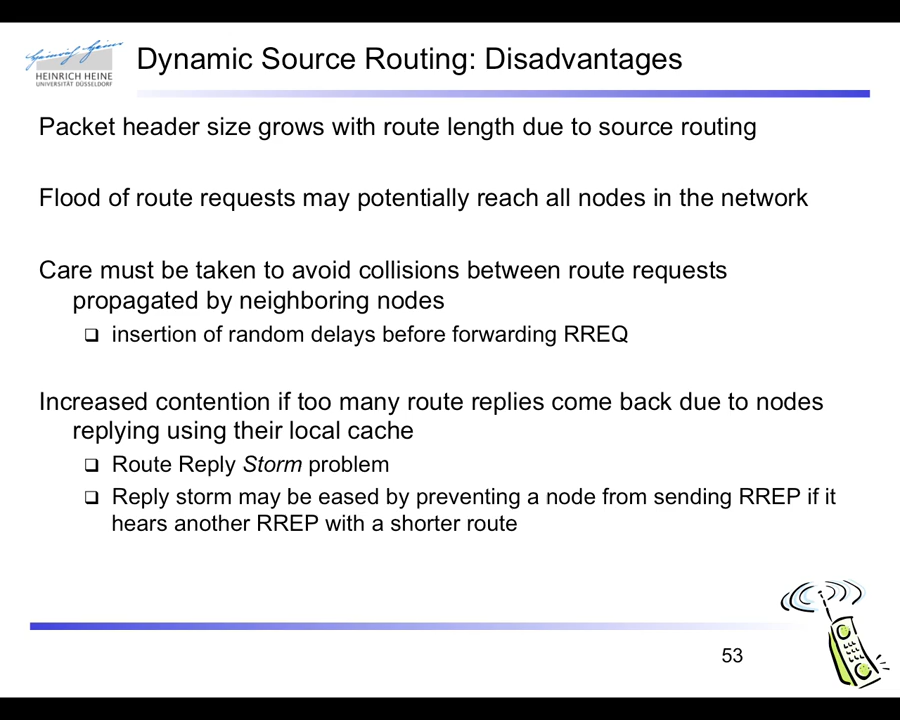 Heinrich Heine
HEINRICH HEINE
UNIVERSITÄT DÜSSELDORF
Dynamic Source Routing: Disadvantages
Packet header size grows with route length due to source routing
Flood of route requests may potentially reach all nodes in the network
Care must be taken to avoid collisions between route requests
propagated by neighboring nodes
❑ insertion of random delays before forwarding RREQ
Increased contention if too many route replies come back due to nodes
replying using their local cache
❑ Route Reply Storm problem
❑ Reply storm may be eased by preventing a node from sending RREP if it
hears another RREP with a shorter route
53